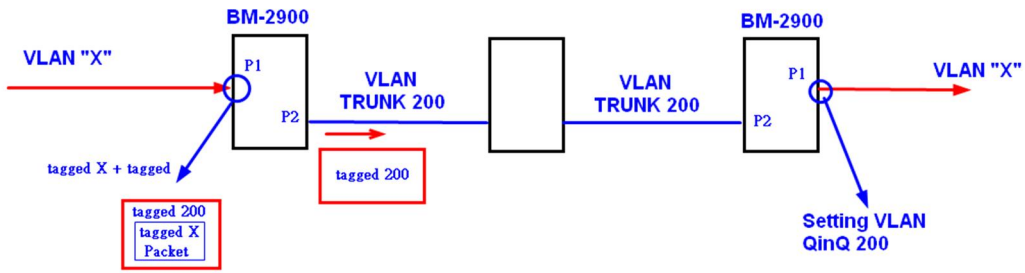 BM-2900
BM-2900
VLAN "X"
P1
VLAN
TRUNK 200
P2
VLAN
TRUNK 200
P1
P2
VLAN "X"
tagged X + tagged
tagged 200
tagged 200
tagged X
Packet
Setting VLAN
QinQ 200